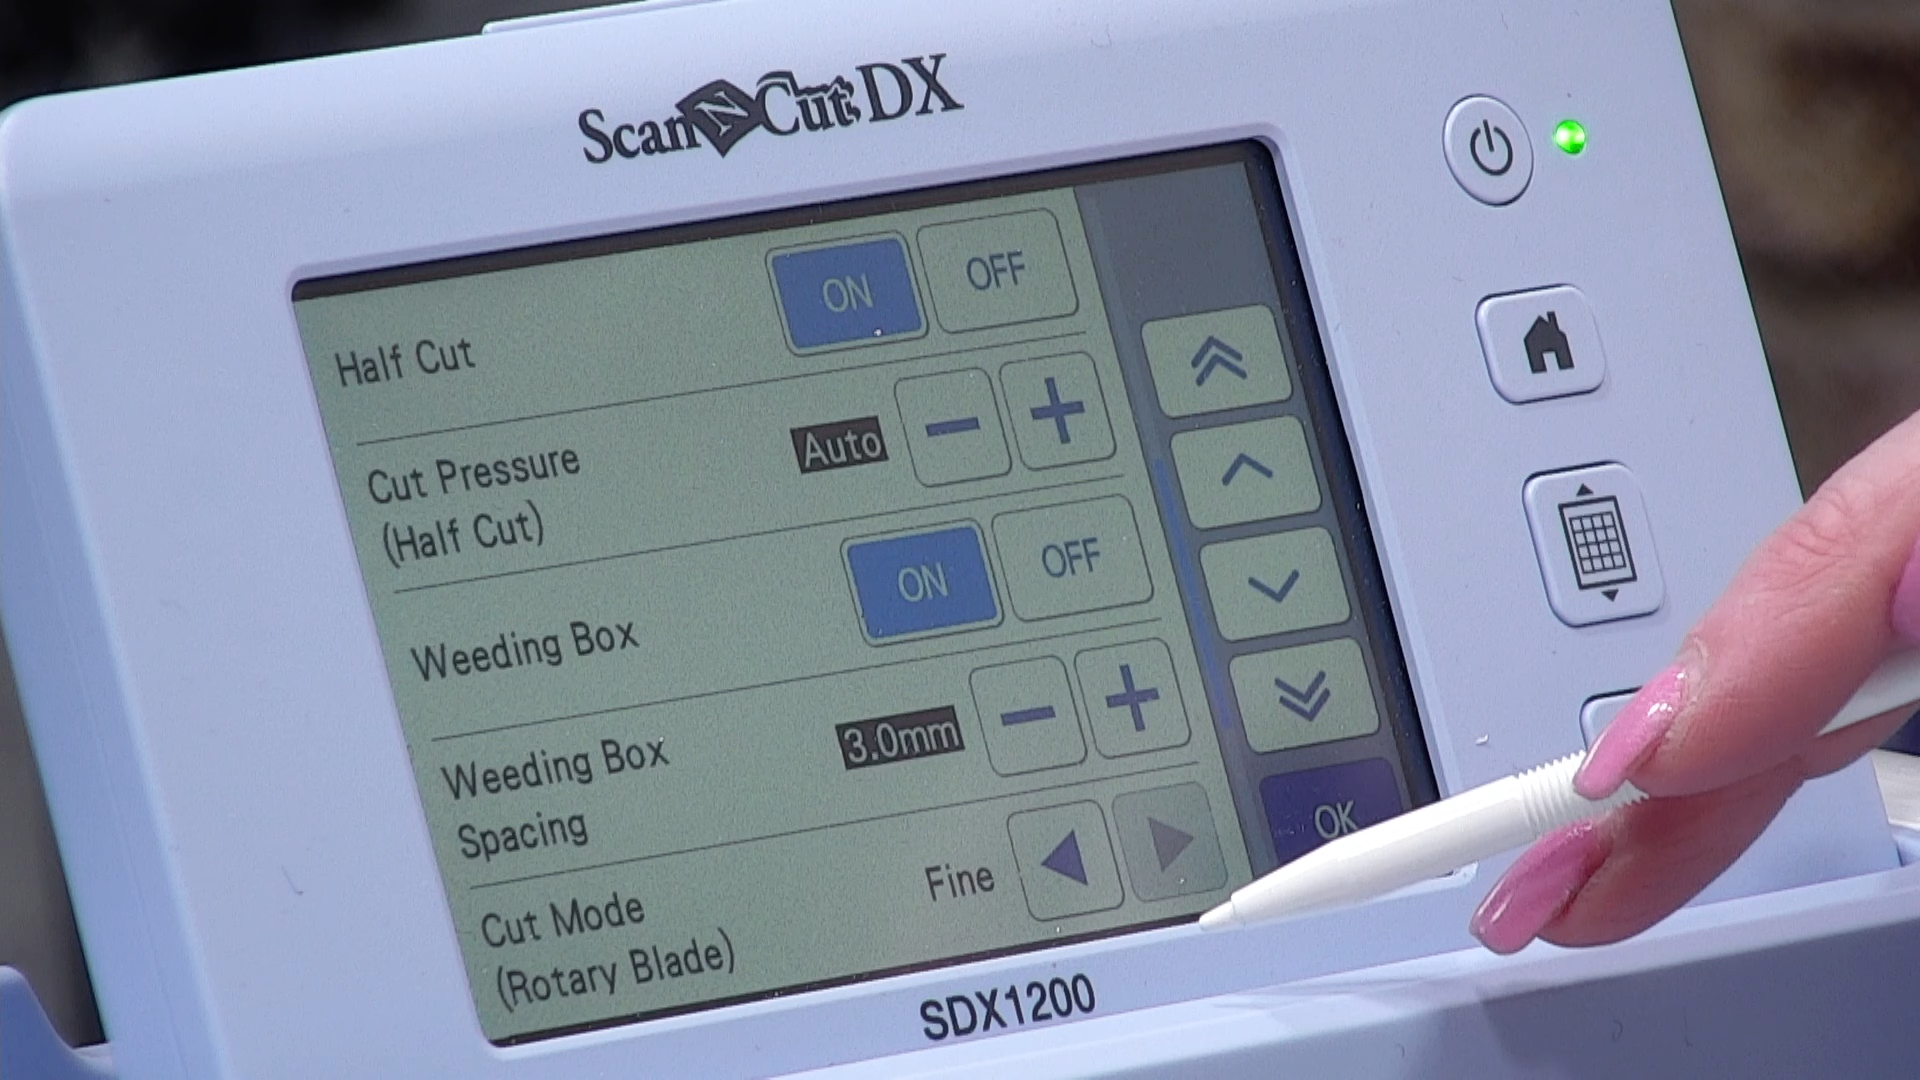 ScanNCut DX
Half Cut ON OFF
Cut Pressure Auto
(Half Cut)
Weeding Box ON OFF
Weeding Box 3.0mm
Spacing
OK
Cut Mode Fine
(Rotary Blade)
SDX1200